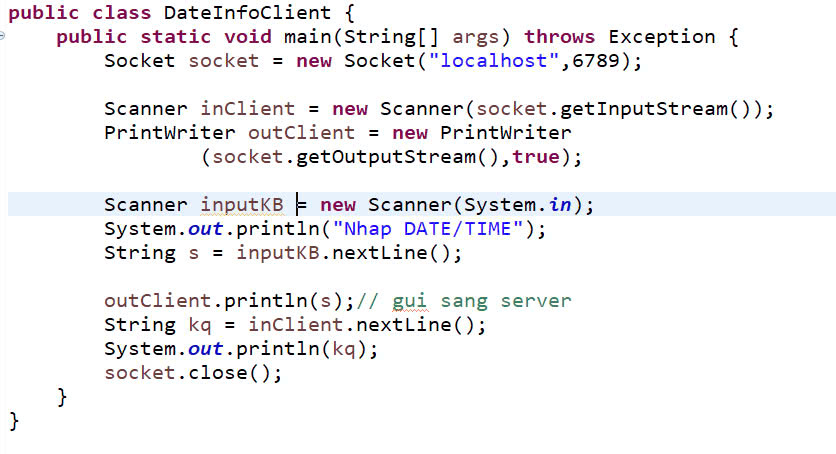 public class DateInfoClient {
public static void main(String[] args) throws Exception {
Socket socket = new Socket("localhost",6789);
Scanner inClient = new Scanner(socket.getInputStream());
PrintWriter outClient = new PrintWriter
(socket.getOutputStream(),true);
Scanner inputKB = new Scanner(System.in);
System.out.println("Nhap DATE/TIME");
String s = inputKB.nextLine();
outClient.println(s);// gui sang server
String kq = inClient.nextLine();
System.out.println(kq);
socket.close();
}
}